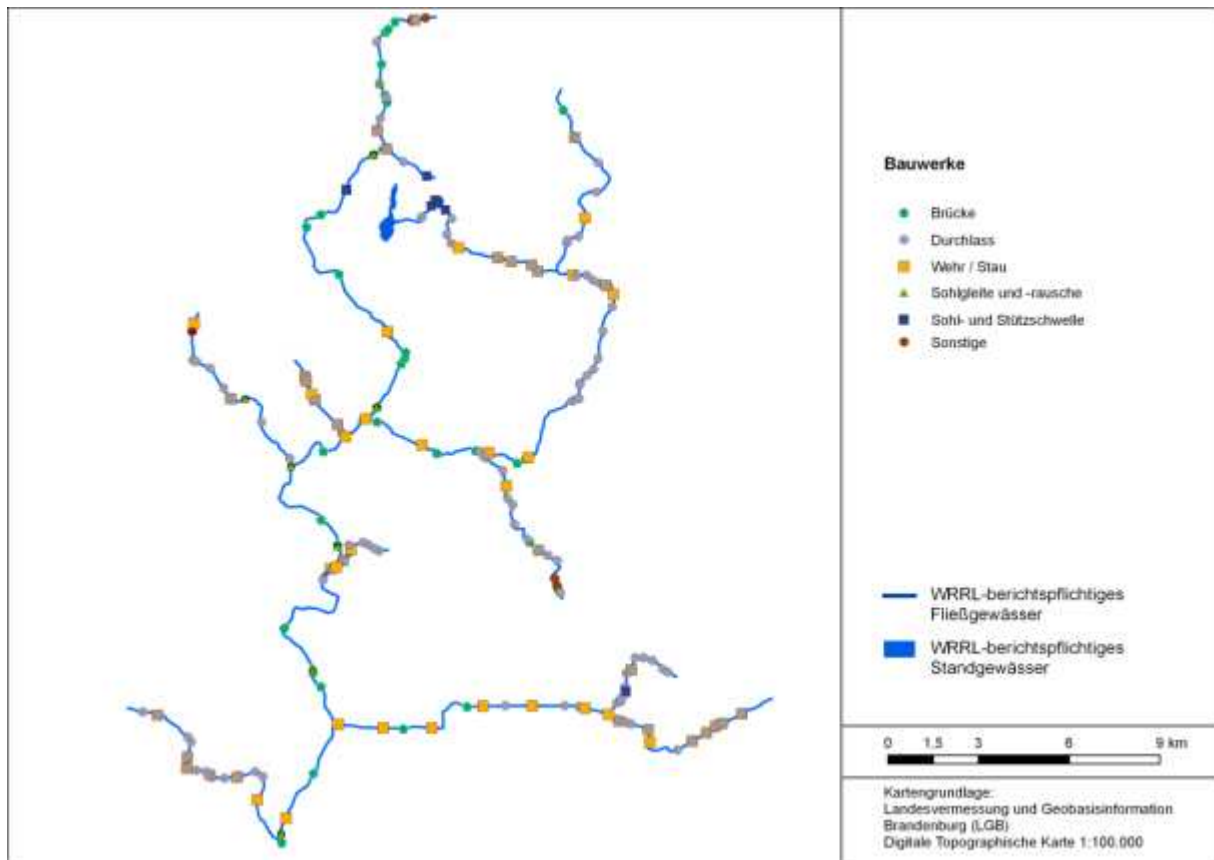 Bauwerke
Brücke
Durchlass
Wehr / Stau
Sohlgleite und -rausche
Sohl- und Stützschwelle
Sonstige
WRRL-berichtspflichtiges
Fließgewässer
WRRL-berichtspflichtiges
Standgewässer
0 1,5 3 6 9 km
Kartengrundlage:
Landesvermessung und Geobasisinformation
Brandenburg (LGB)
Digitale Topographische Karte 1:100.000